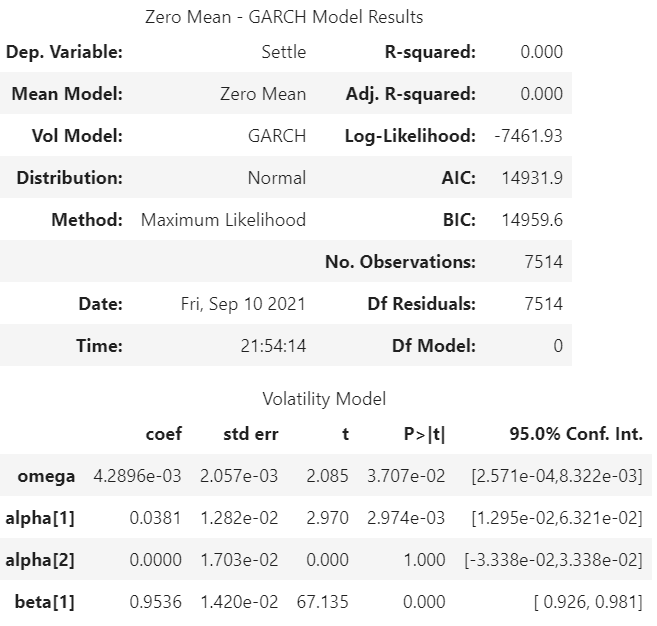 Zero Mean - GARCH Model Results
Dep. Variable: Settle R-squared: 0.000
Mean Model: Zero Mean Adj. R-squared: 0.000
Vol Model: GARCH Log-Likelihood: -7461.93
Distribution: Normal AIC: 14931.9
Method: Maximum Likelihood BIC: 14959.6
No. Observations: 7514
Date: Fri, Sep 10 2021 Df Residuals: 7514
Time: 21:54:14 Df Model: 0
Volatility Model
coef std err t P>|t| 95.0% Conf. Int.
omega 4.2896e-03 2.057e-03 2.085 3.707e-02 [2.571e-04,8.322e-03]
alpha[1] 0.0381 1.282e-02 2.970 2.974e-03 [1.295e-02,6.321e-02]
alpha[2] 0.0000 1.703e-02 0.000 1.000 [-3.338e-02,3.338e-02]
beta[1] 0.9536 1.420e-02 67.135 0.000 [ 0.926, 0.981]